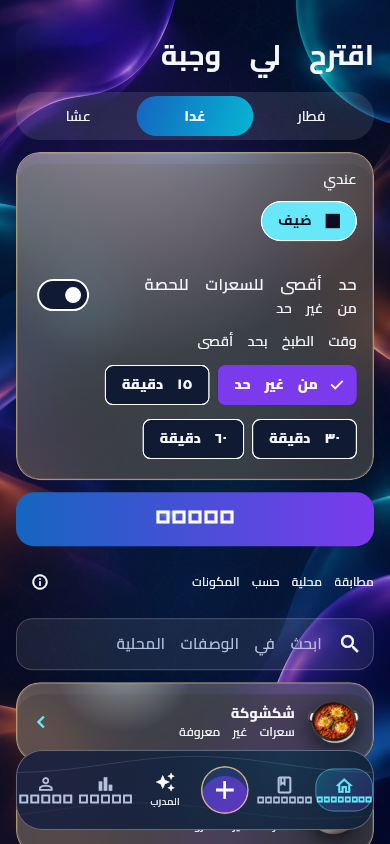 اقترح لي وجبة
فطار
غدا
عشا
عندي
ضيف
حد أقصى للسعرات للحصة
من غير حد
وقت الطبخ بحد أقصى
من غير حد
١٥ دقيقة
٣٠ دقيقة
٦٠ دقيقة
مطابقة محلية حسب المكونات
ابحث في الوصفات المحلية
شكشوكة
سعرات غير معروفة
المدرب